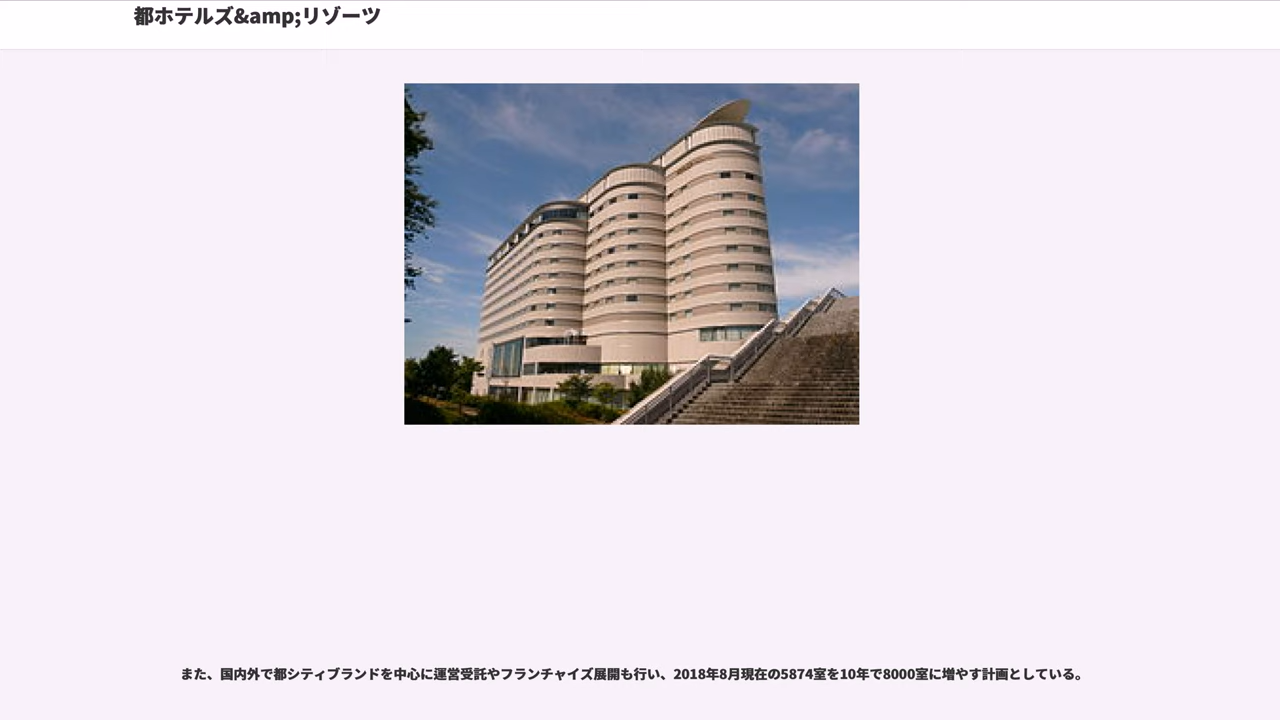 都ホテルズ&amp;リゾーツ
また、国内外で都シティブランドを中心に運営受託やフランチャイズ展開も行い、2018年8月現在の5874室を10年で8000室に増やす計画としている。